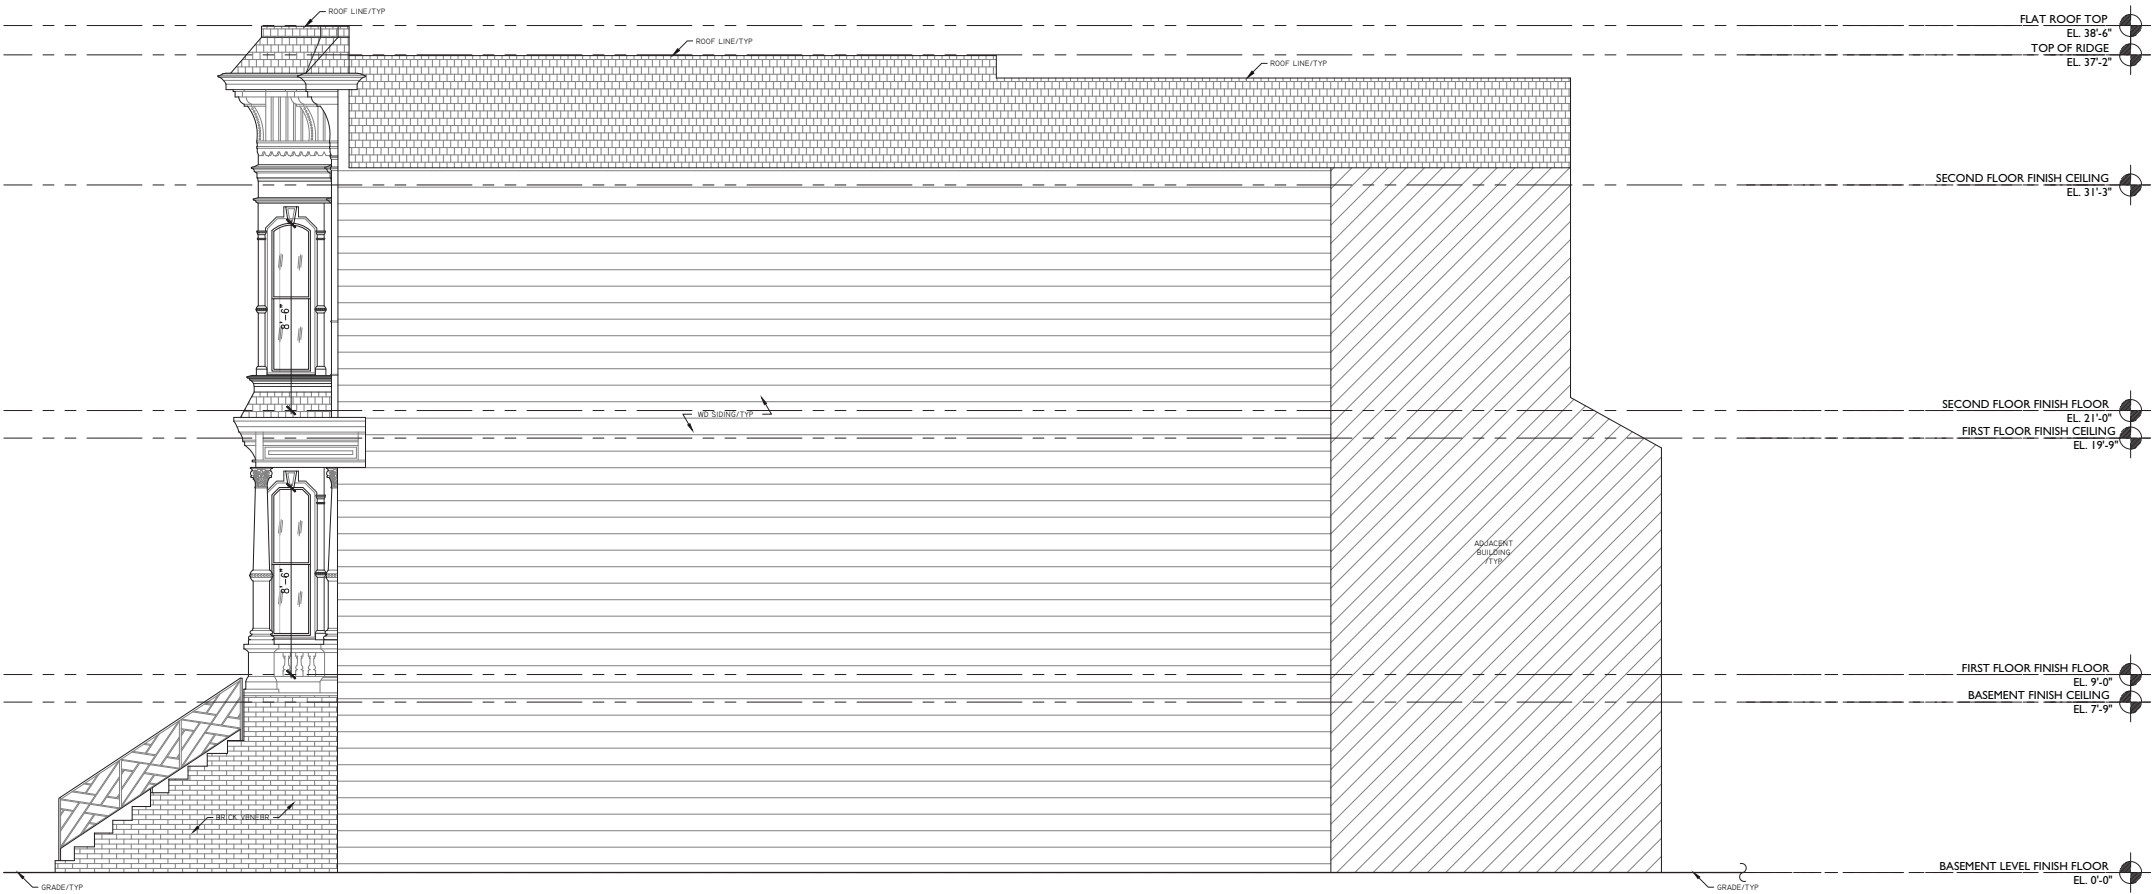 ROOF LINE/TYP
FLAT ROOF TOP
EL. 38'-6"
ROOF LINE/TYP
TOP OF RIDGE
EL. 37'-2"
ROOF LINE/TYP
SECOND FLOOR FINISH CEILING
EL. 31'-3"
8'-6"
SECOND FLOOR FINISH FLOOR
EL. 21'-0"
WD SIDING/TYP
FIRST FLOOR FINISH CEILING
EL. 19'-9"
ADJACENT
BUILDING
/TYP
8'-6"
FIRST FLOOR FINISH FLOOR
EL. 9'-0"
BASEMENT FINISH CEILING
EL. 7'-9"
BRICK VENEER
BASEMENT LEVEL FINISH FLOOR
EL. 0'-0"
GRADE/TYP
GRADE/TYP